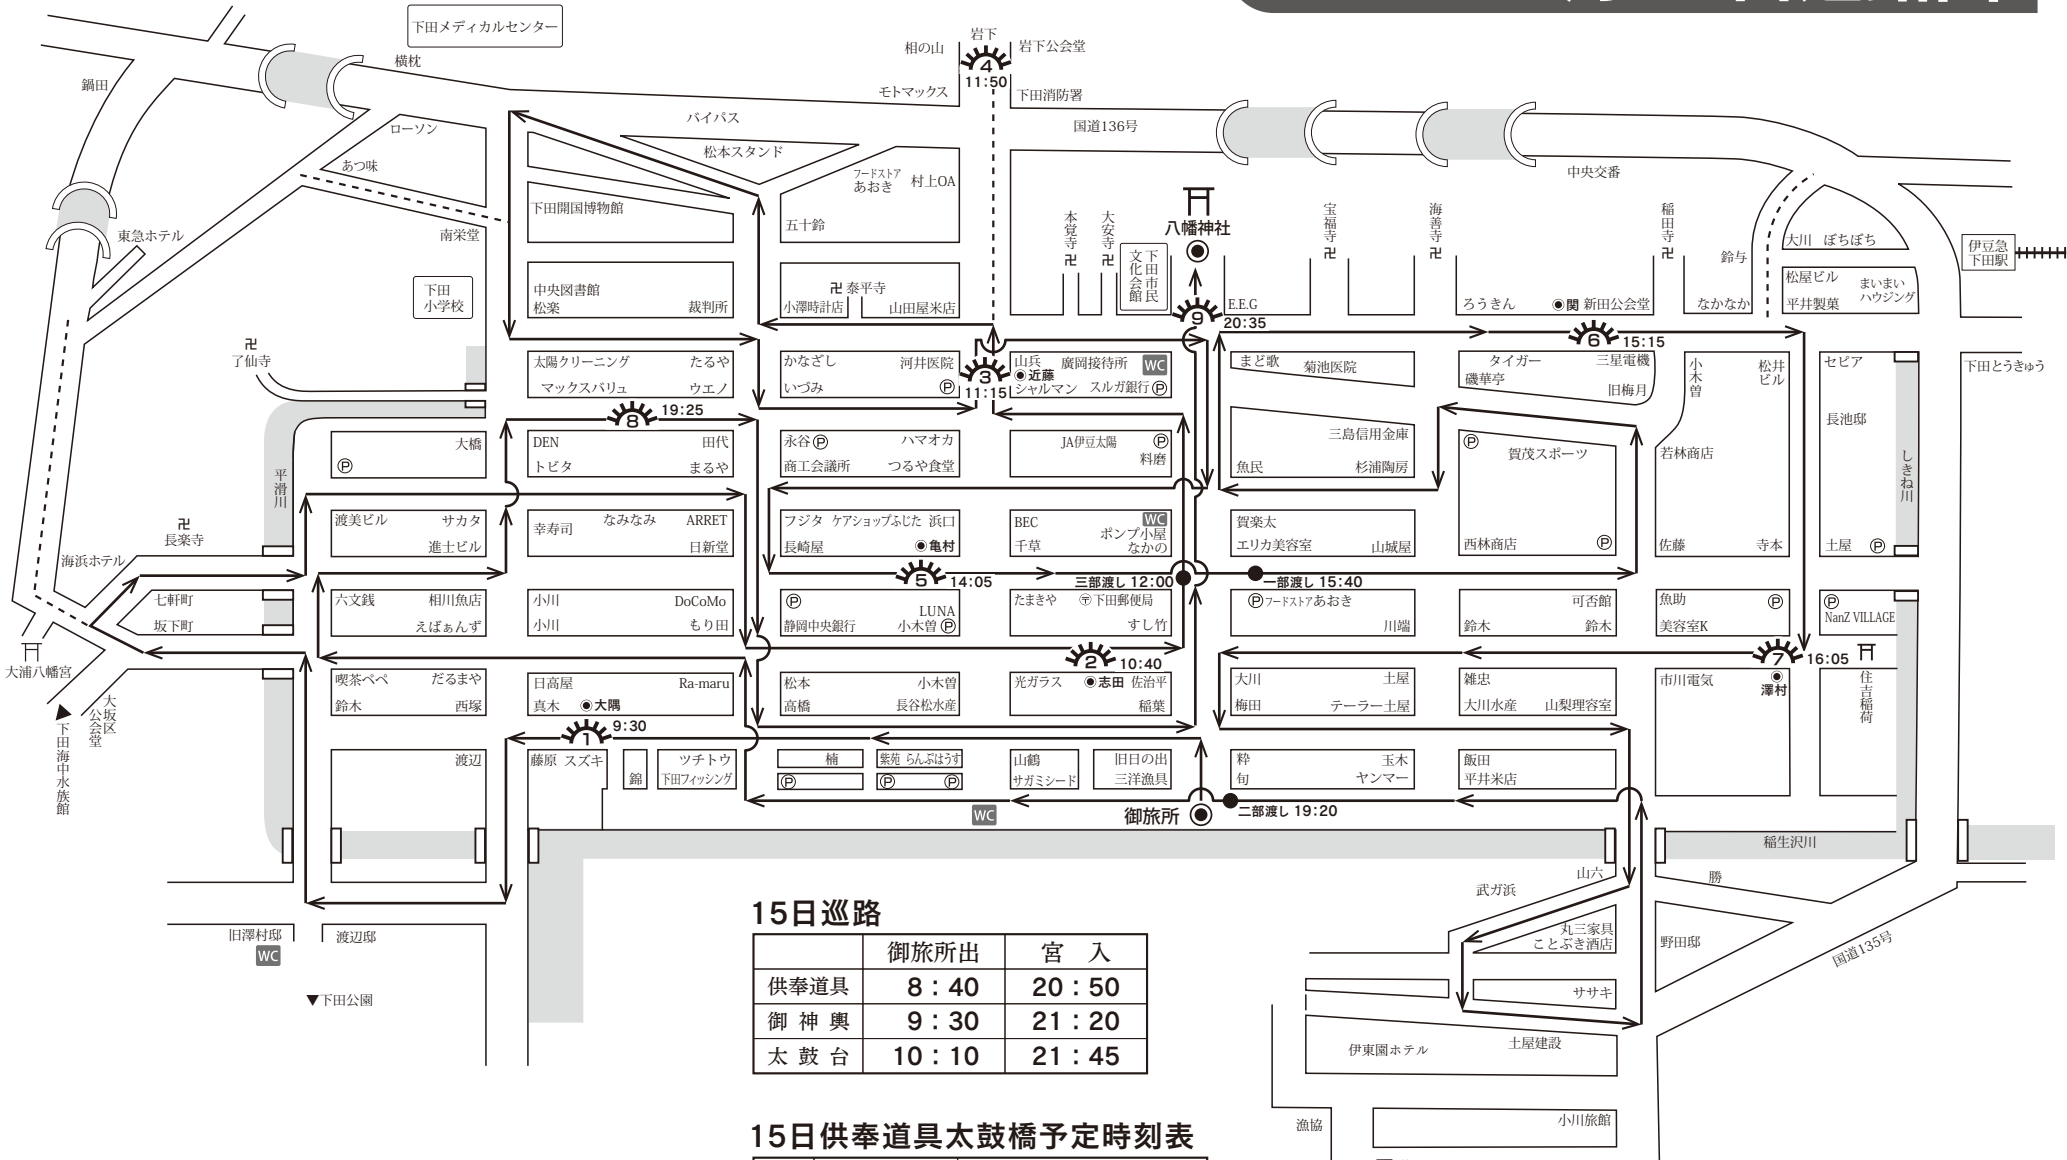 下田メディカルセンター
岩下
相の山
4
岩下公会堂
11:50
横枕
鍋田
モトマックス
下田消防署
バイパス
国道136号
ローソン
松本スタンド
あつ味
フードストア
あおき
村上OA
中央交番
下田開国博物館
五十鈴
本覚寺卍
大安寺卍
下田市民
文化会館
八幡神社
宝福寺卍
海善寺卍
稲田寺卍
鈴与
大川 ぽちぽち
伊豆急
下田駅
東急ホテル
南栄堂
下田
小学校
中央図書館
松楽
裁判所
卍泰平寺
小澤時計店
山田屋米店
9
E.E.G
20:35
ろうきん
◉関 新田公会堂
なかなか
松屋ビル
平井製菓
まいまい
ハウジング
6
15:15
卍
了仙寺
太陽クリーニング
たるや
マックスバリュ
ウエノ
かなざし
河井医院
いづみ
Ⓟ
3
11:15
山兵
廣岡接待所
WC
◉近藤
シャルマン
スルガ銀行Ⓟ
まど歌
菊池医院
タイガー
三星電機
磯華亭
旧梅月
小木曽
松井
ビル
セピア
下田とうきゅう
8
19:25
長池邸
大橋
Ⓟ
DEN
田代
トビタ
まるや
永谷Ⓟ
ハマオカ
商工会議所
つるや食堂
JA伊豆太陽
Ⓟ
料磨
三島信用金庫
魚民
杉浦陶房
Ⓟ
賀茂スポーツ
若林商店
しきね川
平滑川
卍
長楽寺
渡美ビル
サカタ
進士ビル
幸寿司
なみなみ
ARRET
日新堂
フジタ
ケアショップふじた
浜口
長崎屋
◉亀村
BEC
WC
ポンプ小屋
千草
なかの
賀楽太
エリカ美容室
山城屋
西林商店
Ⓟ
佐藤
寺本
土屋 Ⓟ
海浜ホテル
5
14:05
三部渡し 12:00
一部渡し 15:40
七軒町
坂下町
六文銭
相川魚店
えばぁんず
小川
DoCoMo
小川
もり田
Ⓟ
LUNA
静岡中央銀行
小木曽Ⓟ
たまきや
〶下田郵便局
すし竹
Ⓟフードストアあおき
川端
可否館
鈴木
鈴木
魚助
Ⓟ
美容室K
Ⓟ
NanZ VILLAGE
大浦八幡宮
2
10:40
7
16:05
喫茶ペペ
だるまや
鈴木
西塚
日高屋
Ra-maru
真木
◉大隅
松本
小木曽
高橋
長谷松水産
光ガラス
◉志田
佐治平
稲葉
大川
土屋
梅田
テーラー土屋
雑忠
大川水産
山梨理容室
市川電気
澤村
住吉稲荷
大坂区
公会堂
▲下田海中水族館
1
9:30
渡辺
藤原
スズキ
錦
ツチトウ
下田フィッシング
楠
紫苑
らんぷはうす
Ⓟ
Ⓟ
Ⓟ
山鶴
サガミシード
旧日の出
三洋漁具
粋
玉木
旬
ヤンマー
飯田
平井米店
WC
御旅所
二部渡し 19:20
稲生沢川
山六
武ガ浜
勝
旧澤村邸
WC
渡辺邸
丸三家具
ことぶき酒店
野田邸
国道135号
▼下田公園
ササキ
15日巡路
御旅所出 宮 入
供奉道具 8:40 20:50
御 神 輿 9:30 21:20
太 鼓 台 10:10 21:45
伊東園ホテル
土屋建設
漁協
小川旅館
15日供奉道具太鼓橋予定時刻表